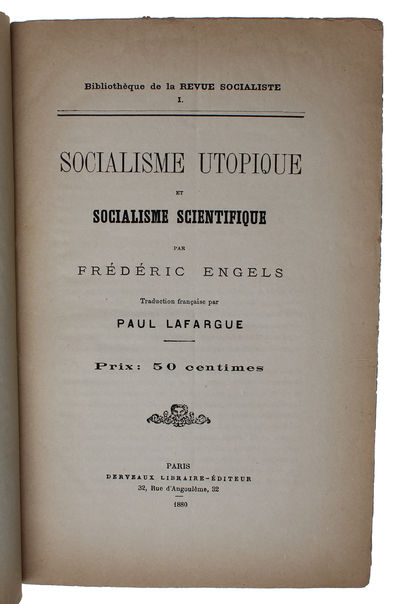 Bibliothèque de la REVUE SOCIALISTE
I.
SOCIALISME UTOPIQUE
ET
SOCIALISME SCIENTIFIQUE
PAR
FRÉDÉRIC ENGELS
Traduction française par
PAUL LAFARGUE
Prix: 50 centimes
PARIS
DERVEAUX LIBRAIRE-ÉDITEUR
32, Rue d'Angoulême, 32
1880